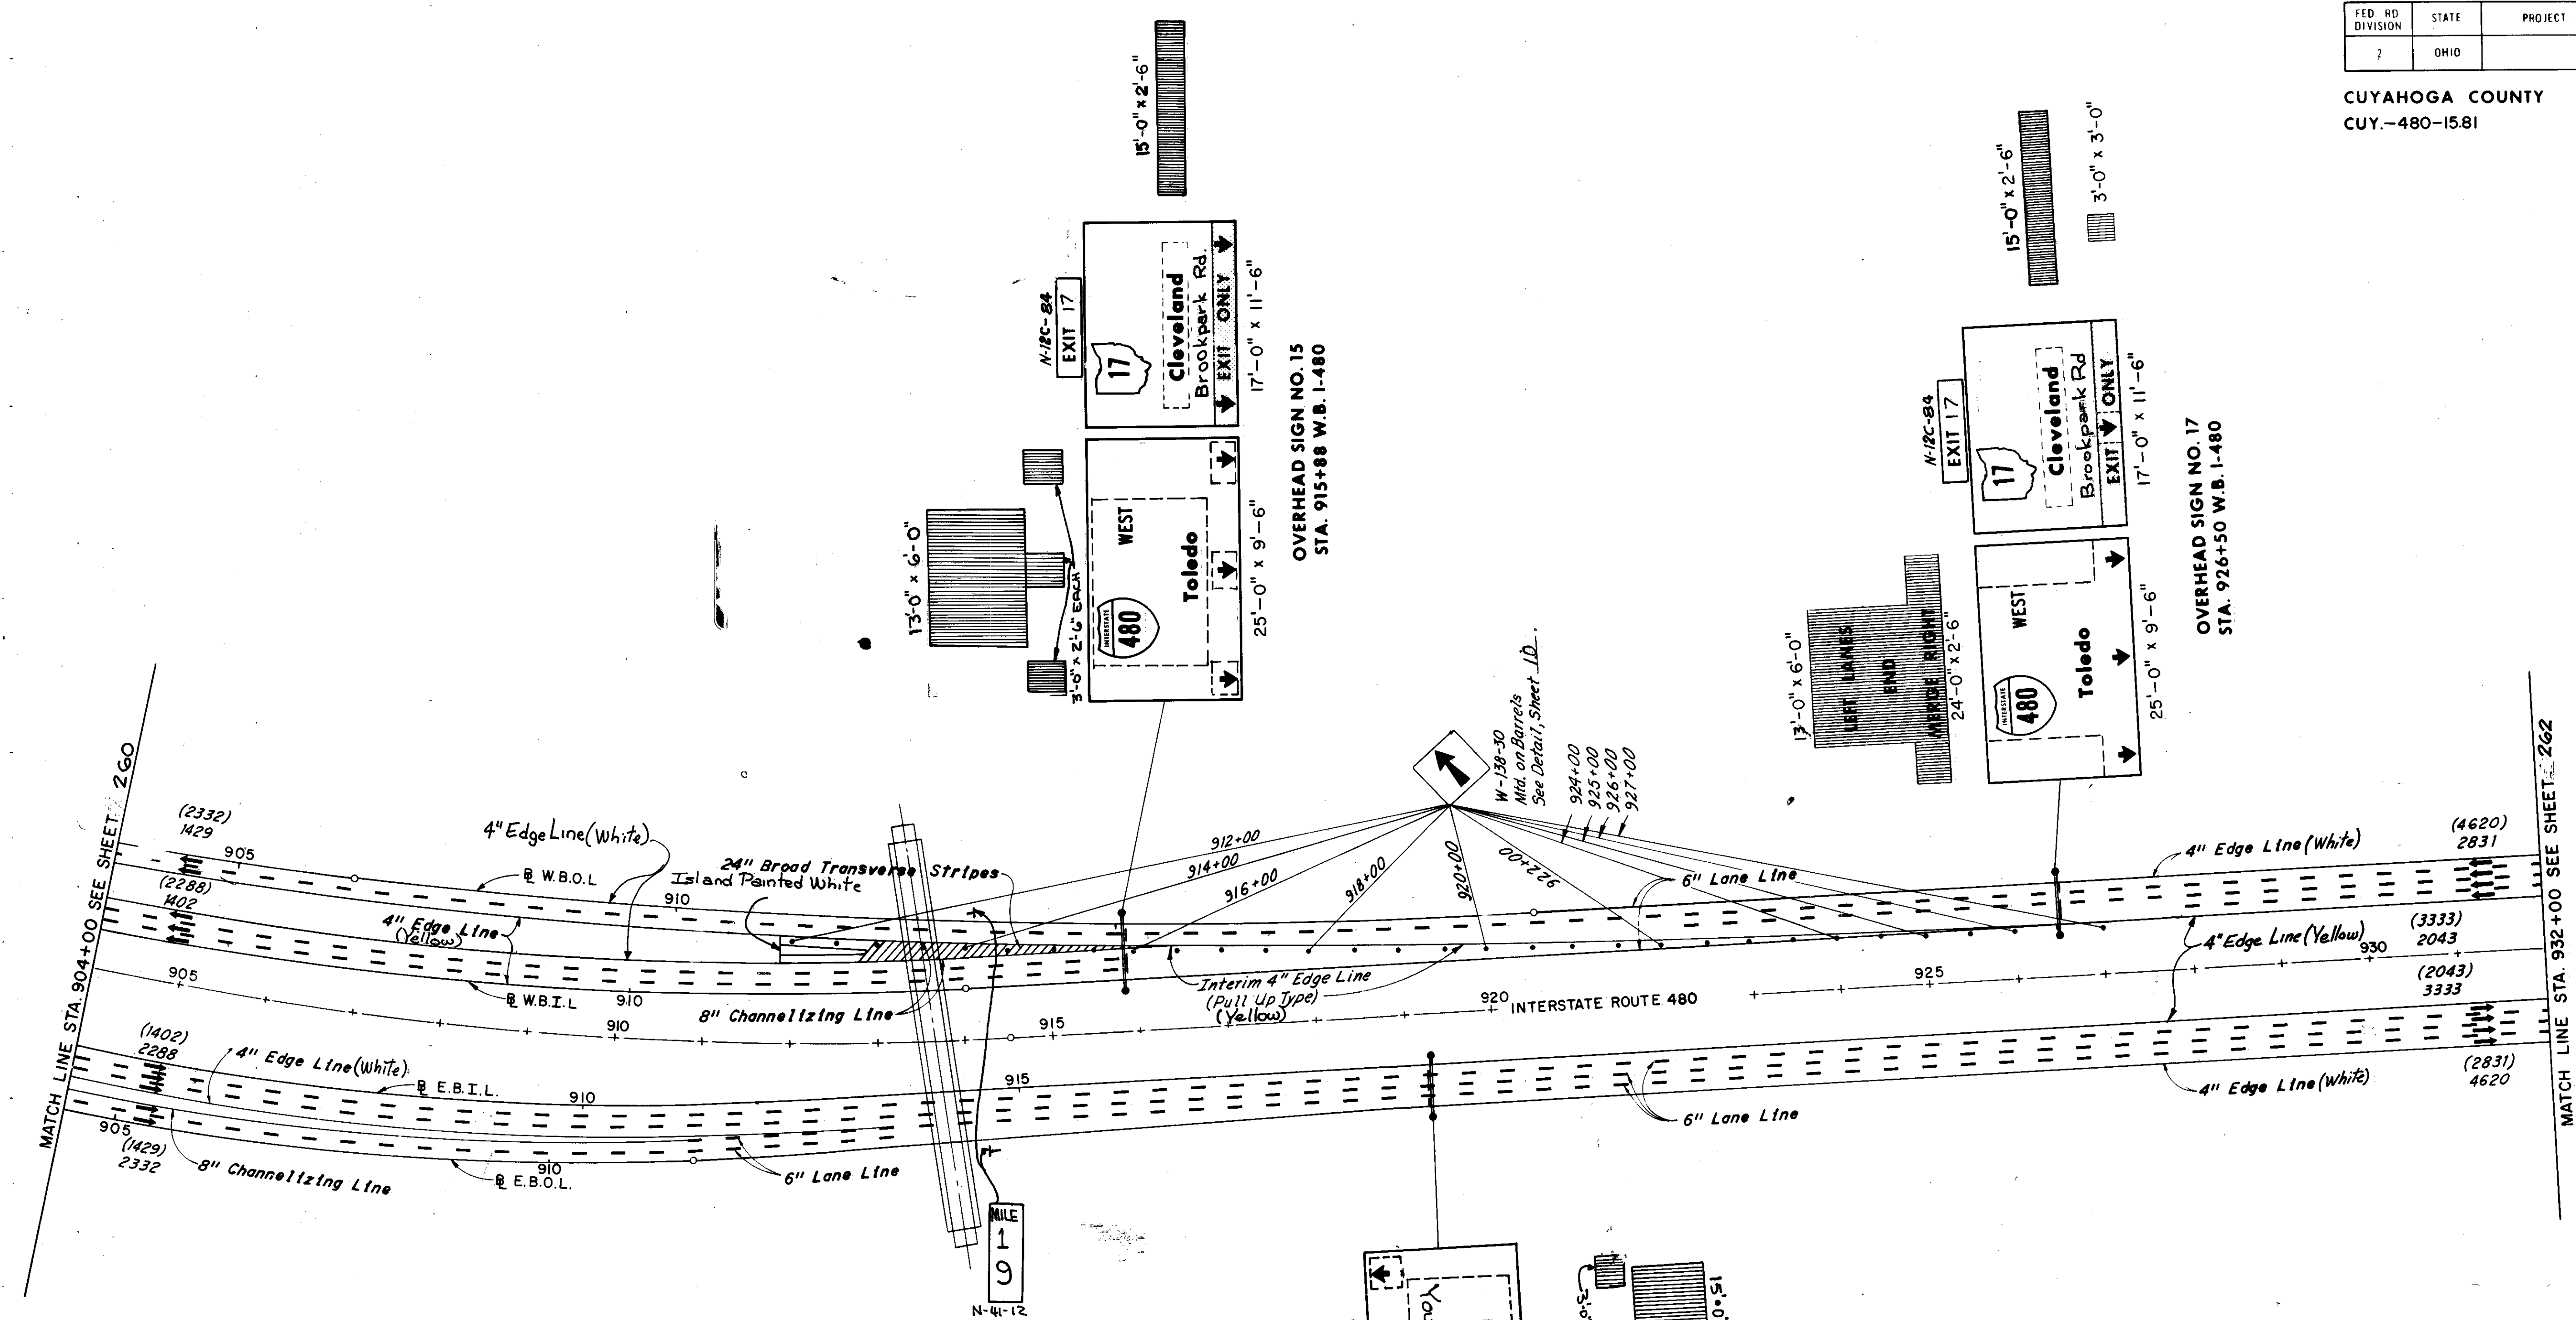 FED. RD DIVISION
STATE
PROJECT
OHIO
CUYAHOGA COUNTY
CUY.-480-15.81
15'-0" x 2'-6"
N-12C-84
EXIT 17
17
Cleveland
Brookpark Rd.
EXIT ONLY
17'-0" x 11'-6"
13'-0" x 6'-0"
3'-0" x 2'-6" EACH
INTERSTATE
480
WEST
Toledo
25'-0" x 9'-6"
OVERHEAD SIGN NO. 15
STA. 915+88 W.B. I-480
15'-0" x 2'-6"
3'-0" x 3'-0"
N-12C-84
EXIT 17
17
Cleveland
Brookpark Rd
EXIT ONLY
17'-0" x 11'-6"
13'-0" x 6'-0"
LEFT LANES
END
MERGE RIGHT
24'-0" x 2'-6"
INTERSTATE
480
WEST
Toledo
25'-0" x 9'-6"
OVERHEAD SIGN NO. 17
STA. 926+50 W.B. I-480
W-138-30
Mtd. on Barrels
See Detail, Sheet 10.
924+00
925+00
926+00
927+00
912+00
914+00
916+00
918+00
920+00
922+00
MATCH LINE STA. 904+00 SEE SHEET 260
(2332)
1429
905
4" Edge Line (White)
24" Broad Transverse Stripes
Island Painted White
℄ W.B.O.L
910
6" Lane Line
4" Edge Line (White)
(4620)
2831
(2288)
1402
4" Edge Line
(Yellow)
(3333)
2043
4" Edge Line (Yellow)
930
(2043)
3333
905
℄ W.B.I.L
910
8" Channelizing Line
Interim 4" Edge Line
(Pull Up Type)
(Yellow)
910
915
920
INTERSTATE ROUTE 480
925
(1402)
2288
4" Edge Line (White)
℄ E.B.I.L.
910
915
4" Edge Line (White)
(2831)
4620
6" Lane Line
905
(1429)
2332
8" Channelizing Line
℄ E.B.O.L.
910
6" Lane Line
MATCH LINE STA. 932+00 SEE SHEET 262
MILE
1
9
N-41-12
You
3'-0"
15'-0"